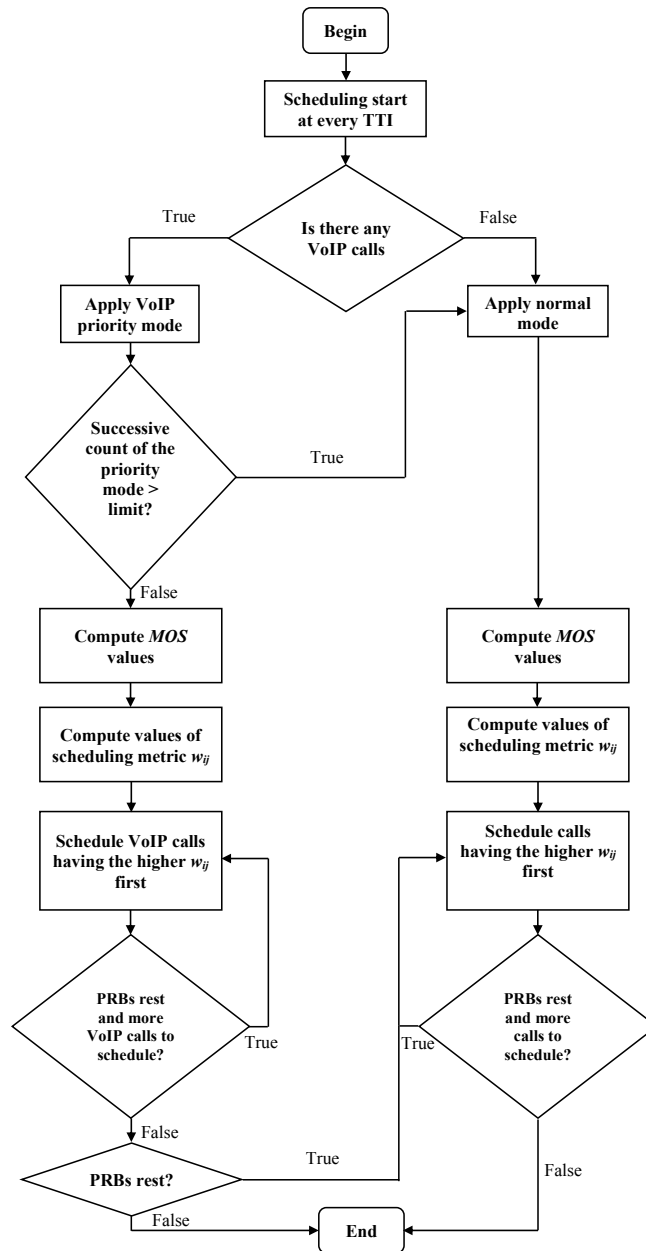 Begin
Scheduling start
at every TTI
True
False
Is there any
VoIP calls
Apply VoIP
priority mode
Apply normal
mode
Successive
count of the
priority
mode >
limit?
True
False
Compute MOS
values
Compute MOS
values
Compute values of
scheduling metric wij
Compute values of
scheduling metric wij
Schedule VoIP calls
having the higher wij
first
Schedule calls
having the higher wij
first
PRBs rest
and more
VoIP calls to
schedule?
True
PRBs rest
and more
calls to
schedule?
True
False
PRBs rest?
True
False
False
End